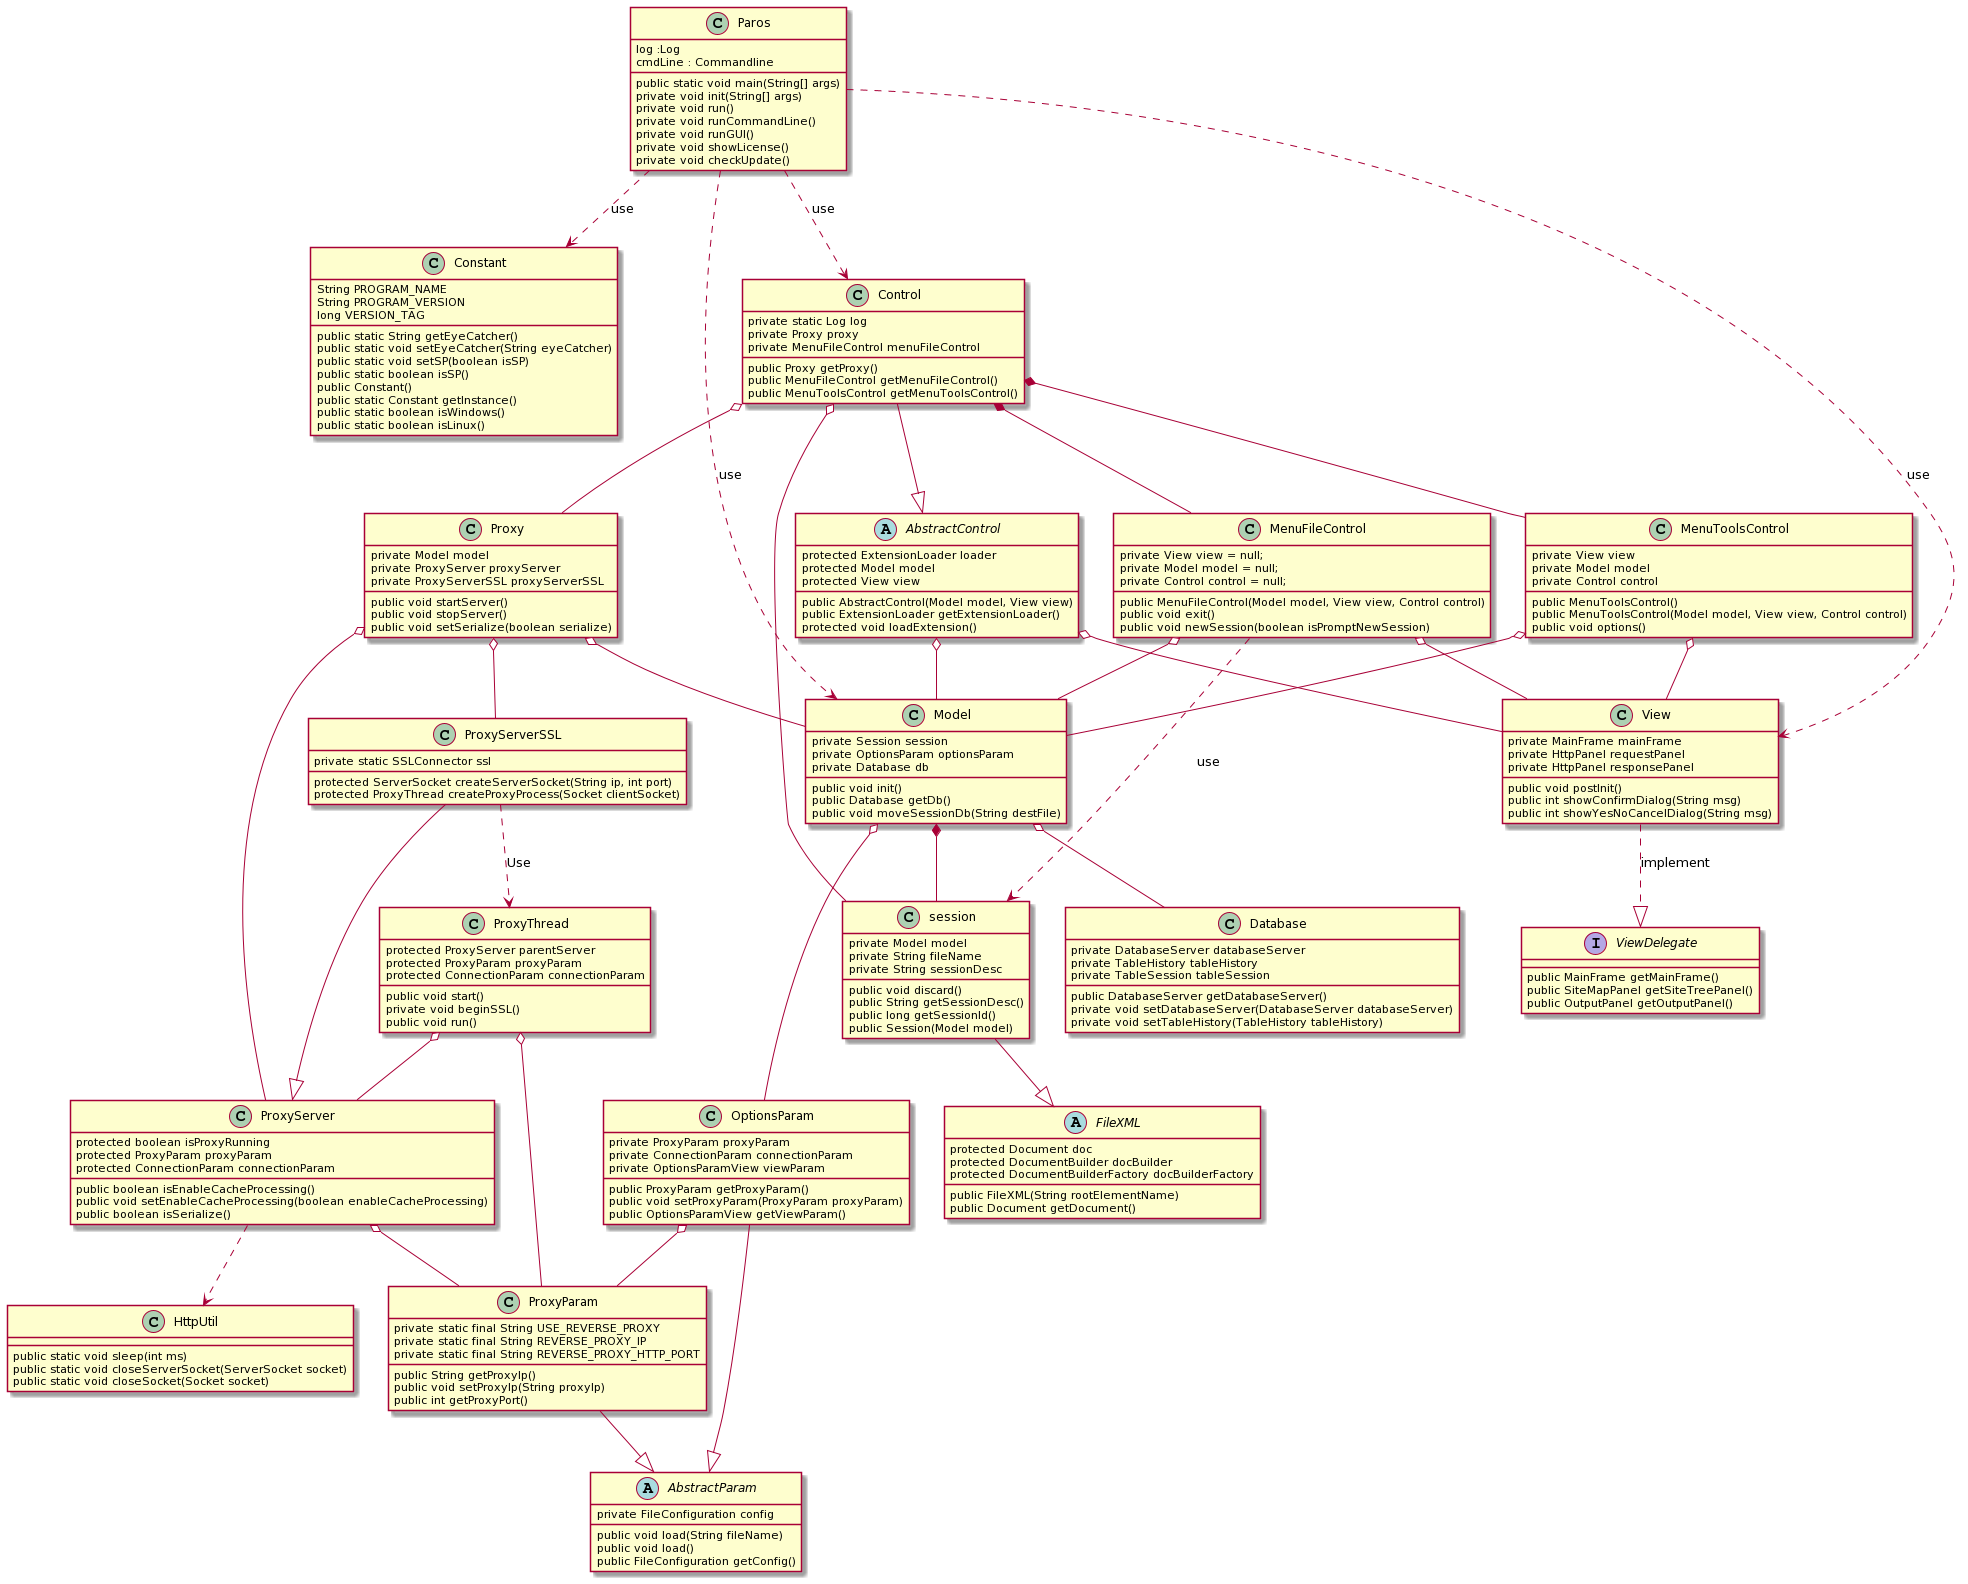 C Paros
log :Log
cmdLine : Commandline
public static void main(String[] args)
private void init(String[] args)
private void run()
private void runCommandLine()
private void runGUI()
private void showLicense()
private void checkUpdate()
use
use
C Constant
String PROGRAM_NAME
String PROGRAM_VERSION
long VERSION_TAG
public static String getEyeCatcher()
public static void setEyeCatcher(String eyeCatcher)
public static void setSP(boolean isSP)
public static boolean isSP()
public Constant()
public static Constant getInstance()
public static boolean isWindows()
public static boolean isLinux()
C Control
private static Log log
private Proxy proxy
private MenuFileControl menuFileControl
public Proxy getProxy()
public MenuFileControl getMenuFileControl()
public MenuToolsControl getMenuToolsControl()
use
use
C Proxy
private Model model
private ProxyServer proxyServer
private ProxyServerSSL proxyServerSSL
public void startServer()
public void stopServer()
public void setSerialize(boolean serialize)
A AbstractControl
protected ExtensionLoader loader
protected Model model
protected View view
public AbstractControl(Model model, View view)
public ExtensionLoader getExtensionLoader()
protected void loadExtension()
C MenuFileControl
private View view = null;
private Model model = null;
private Control control = null;
public MenuFileControl(Model model, View view, Control control)
public void exit()
public void newSession(boolean isPromptNewSession)
C MenuToolsControl
private View view
private Model model
private Control control
public MenuToolsControl()
public MenuToolsControl(Model model, View view, Control control)
public void options()
C ProxyServerSSL
private static SSLConnector ssl
protected ServerSocket createServerSocket(String ip, int port)
protected ProxyThread createProxyProcess(Socket clientSocket)
C Model
private Session session
private OptionsParam optionsParam
private Database db
public void init()
public Database getDb()
public void moveSessionDb(String destFile)
use
C View
private MainFrame mainFrame
private HttpPanel requestPanel
private HttpPanel responsePanel
public void postInit()
public int showConfirmDialog(String msg)
public int showYesNoCancelDialog(String msg)
Use
implement
C ProxyThread
protected ProxyServer parentServer
protected ProxyParam proxyParam
protected ConnectionParam connectionParam
public void start()
private void beginSSL()
public void run()
C session
private Model model
private String fileName
private String sessionDesc
public void discard()
public String getSessionDesc()
public long getSessionId()
public Session(Model model)
C Database
private DatabaseServer databaseServer
private TableHistory tableHistory
private TableSession tableSession
public DatabaseServer getDatabaseServer()
private void setDatabaseServer(DatabaseServer databaseServer)
private void setTableHistory(TableHistory tableHistory)
I ViewDelegate
public MainFrame getMainFrame()
public SiteMapPanel getSiteTreePanel()
public OutputPanel getOutputPanel()
C ProxyServer
protected boolean isProxyRunning
protected ProxyParam proxyParam
protected ConnectionParam connectionParam
public boolean isEnableCacheProcessing()
public void setEnableCacheProcessing(boolean enableCacheProcessing)
public boolean isSerialize()
C OptionsParam
private ProxyParam proxyParam
private ConnectionParam connectionParam
private OptionsParamView viewParam
public ProxyParam getProxyParam()
public void setProxyParam(ProxyParam proxyParam)
public OptionsParamView getViewParam()
A FileXML
protected Document doc
protected DocumentBuilder docBuilder
protected DocumentBuilderFactory docBuilderFactory
public FileXML(String rootElementName)
public Document getDocument()
C HttpUtil
public static void sleep(int ms)
public static void closeServerSocket(ServerSocket socket)
public static void closeSocket(Socket socket)
C ProxyParam
private static final String USE_REVERSE_PROXY
private static final String REVERSE_PROXY_IP
private static final String REVERSE_PROXY_HTTP_PORT
public String getProxyIp()
public void setProxyIp(String proxyIp)
public int getProxyPort()
A AbstractParam
private FileConfiguration config
public void load(String fileName)
public void load()
public FileConfiguration getConfig()